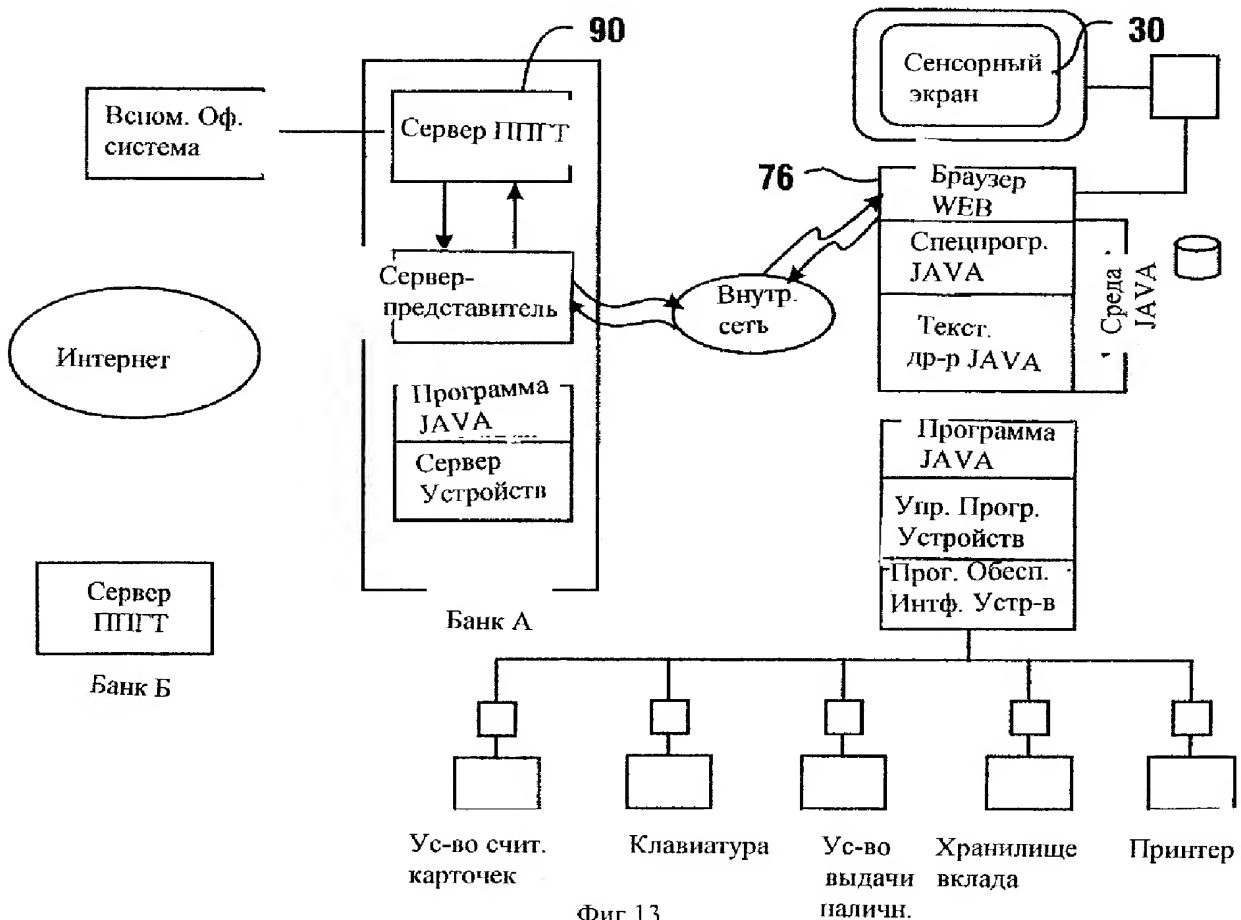 90
30
Вспом. Оф.
система
Сервер ППГТ
Сенсорный
экран
76
Браузер
WEB
Спецпрогр.
JAVA
Текст.
др-р JAVA
Среда
JAVA
Сервер-
представитель
Внутр.
сеть
Интернет
Программа
JAVA
Сервер
Устройств
Программа
JAVA
Упр. Прогр.
Устройств
Прог. Обесп.
Интф. Устр-в
Сервер
ППГТ
Банк А
Банк Б
Ус-во счит.
карточек
Клавиатура
Ус-во
выдачи
наличн.
Хранилище
вклада
Принтер
Фиг.13